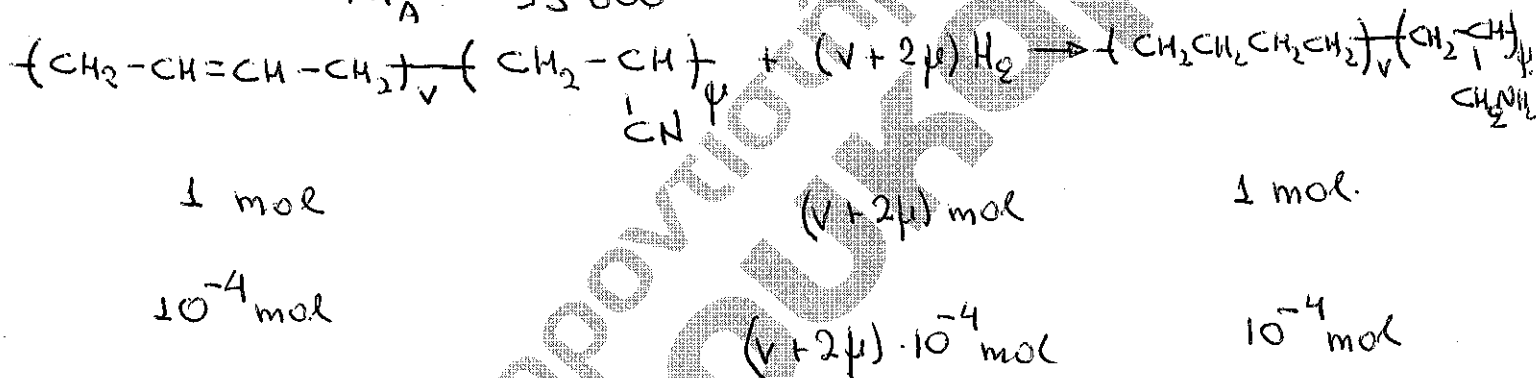 A
-(CH₂-CH=CH-CH₂)ᵥ-(CH₂-CH)μ + (ν+2μ) H₂ → -(CH₂CH₂CH₂CH₂)ᵥ-(CH₂-CH)μ
CN CH₂NH₂
1 mol (ν+2μ) mol 1 mol.
10⁻⁴ mol (ν+2μ)·10⁻⁴ mol 10⁻⁴ mol